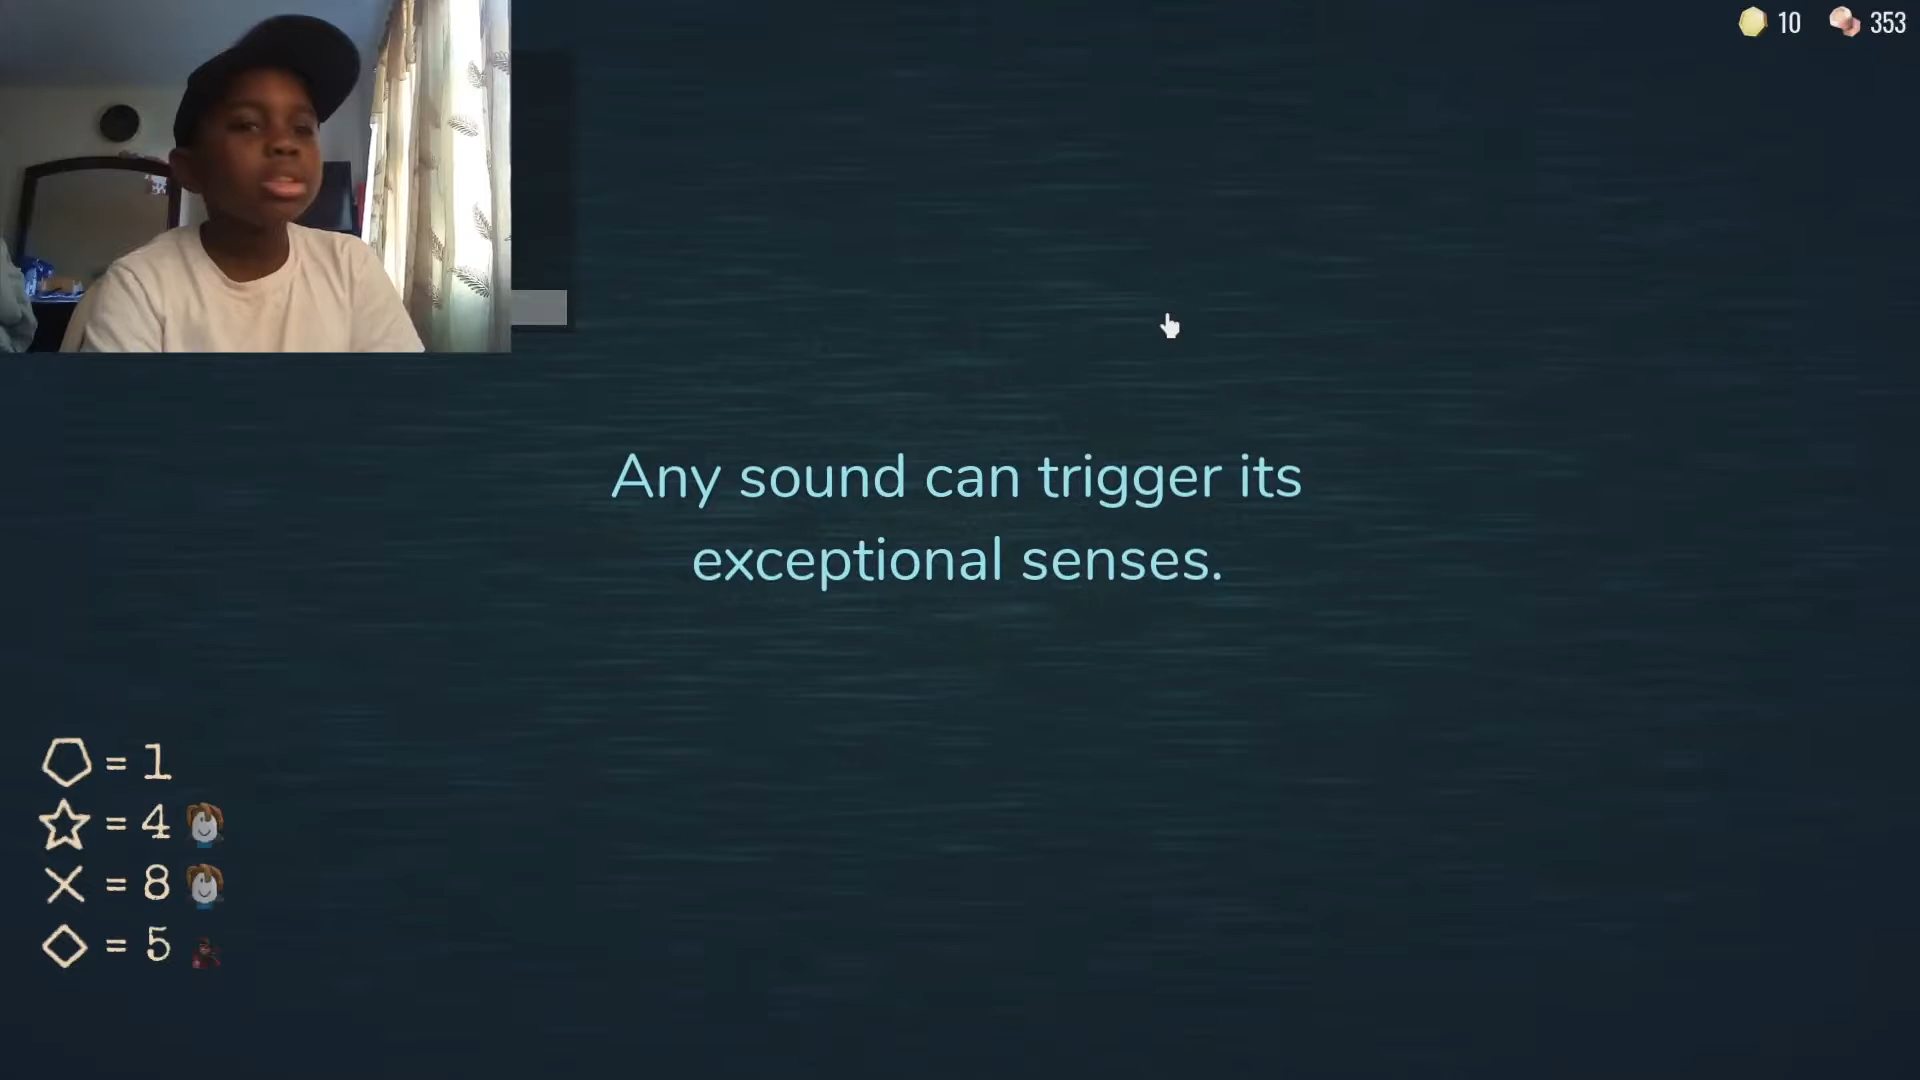 10 353
Any sound can trigger its
exceptional senses.
= 1
= 4
= 8
= 5